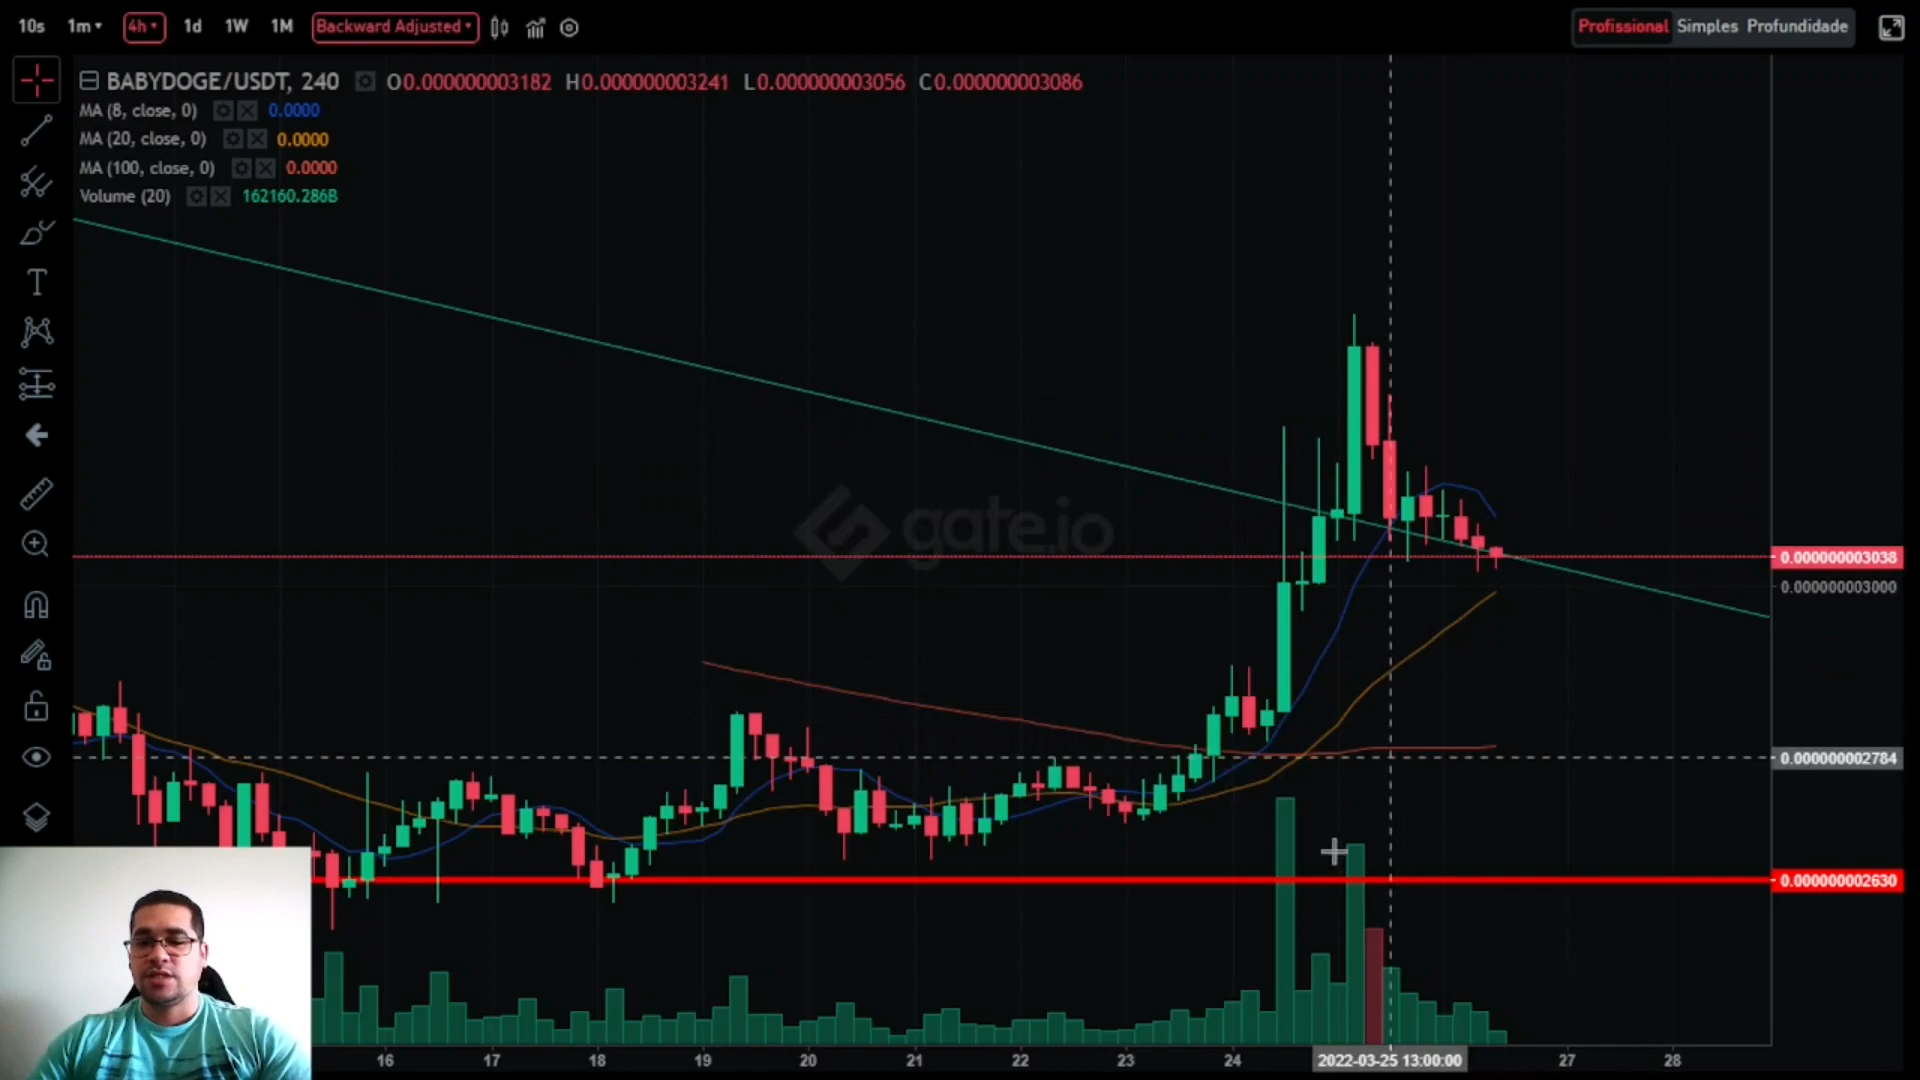 10s 1m 4h 1d 1W 1M Backward Adjusted Profissional Simples Profundidade
BABYDOGE/USDT, 240 O0.000000003182 H0.000000003241 L0.000000003056 C0.000000003086
MA (8, close, 0) 0.0000
MA (20, close, 0) 0.0000
MA (100, close, 0) 0.0000
Volume (20) 162160.286B
gate.io
0.000000003038
0.000000003000
0.000000002784
0.000000002630
16 17 18 19 20 21 22 23 24 2022-03-25 13:00:00 27 28